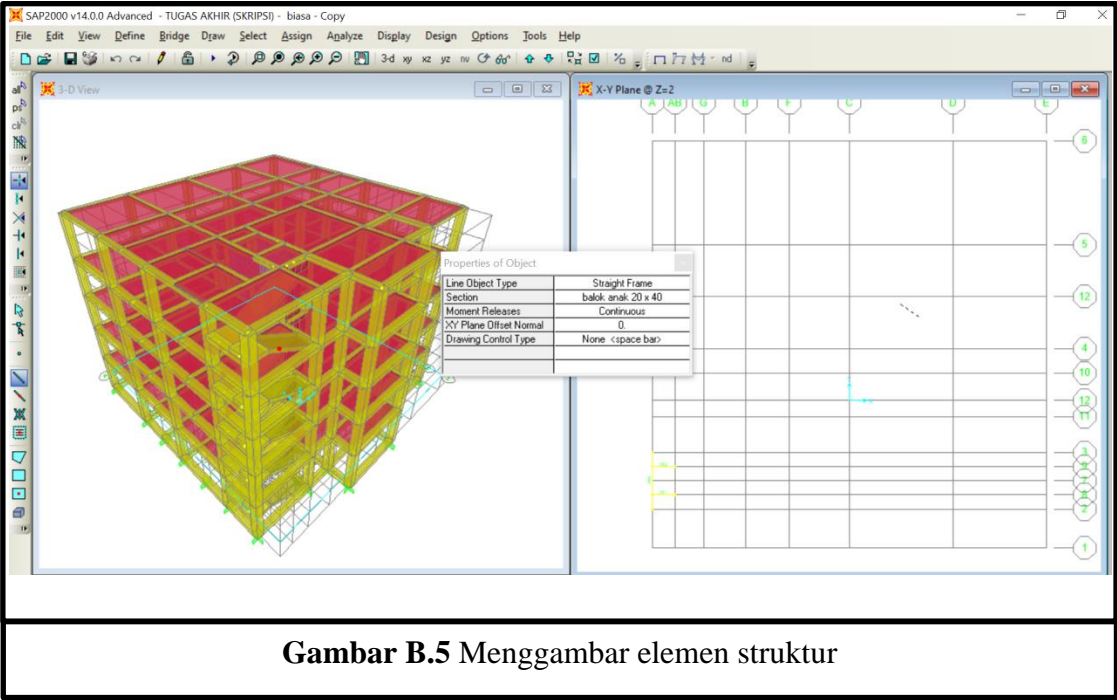 SAP2000 v14.0.0 Advanced - TUGAS AKHIR (SKRIPSI) - biasa - Copy
File Edit View Define Bridge Draw Select Assign Analyze Display Design Options Tools Help
3-d xy xz yz nv
nd
all
ps
clr
3-D View
X-Y Plane @ Z=2
A AB G B F C D E
6
5
12
4
10
12
11
3
2
1
Properties of Object
Line Object Type Straight Frame
Section balok anak 20 x 40
Moment Releases Continuous
XY Plane Offset Normal 0.
Drawing Control Type None <space bar>
Gambar B.5 Menggambar elemen struktur